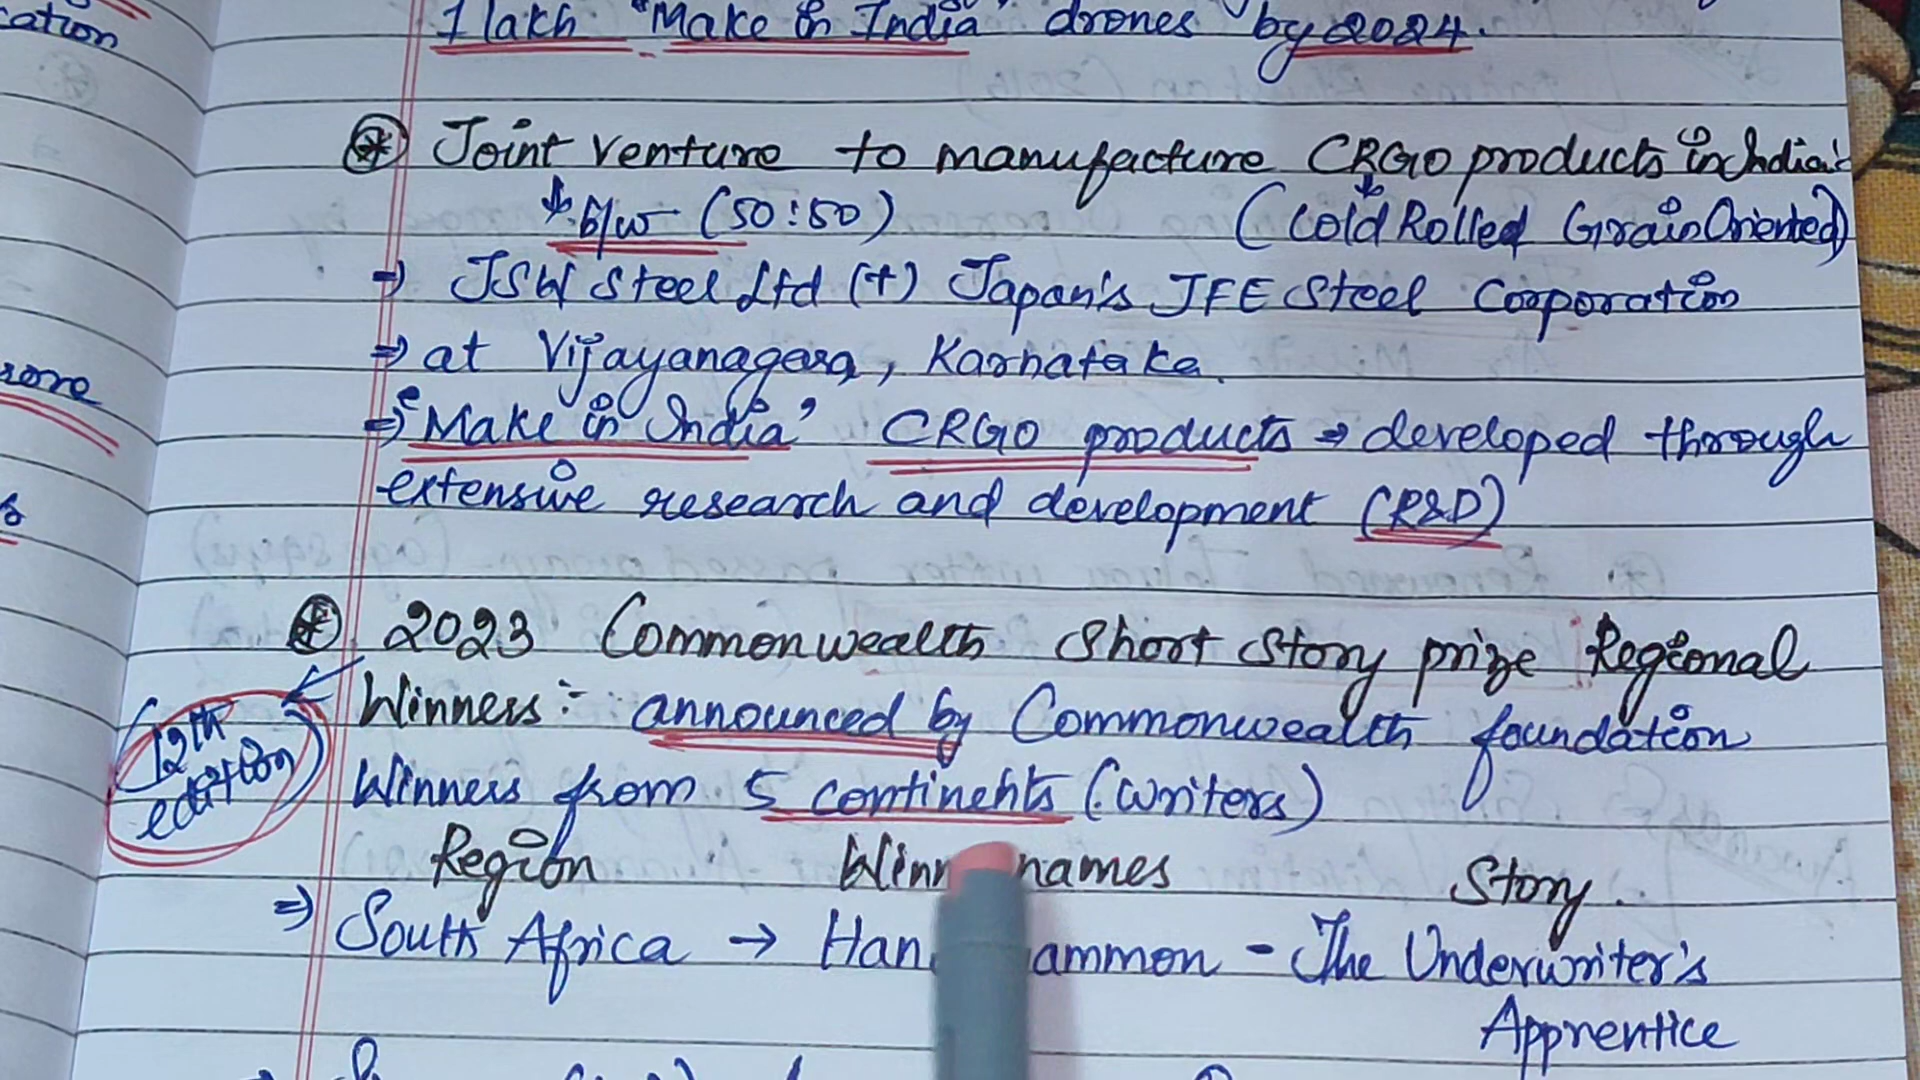 cation
1 lakh "Make in India" drones by 2024.
Joint venture to manufacture CRGO products in India:
b/w (50:50) (Cold Rolled Grain Oriented)
⇒ JSW Steel Ltd (+) Japan's JFE Steel Corporation
⇒ at Vijayanagara, Karnataka.
⇒ 'Make in India' CRGO products → developed through
extensive research and development (R&D)
2023 Commonwealth Short Story prize Regional
Winners:- announced by Commonwealth foundation
(12th edition)
Winners from 5 continents (writers)
Region names Story.
⇒ South Africa → - The Underwriter's
Apprentice